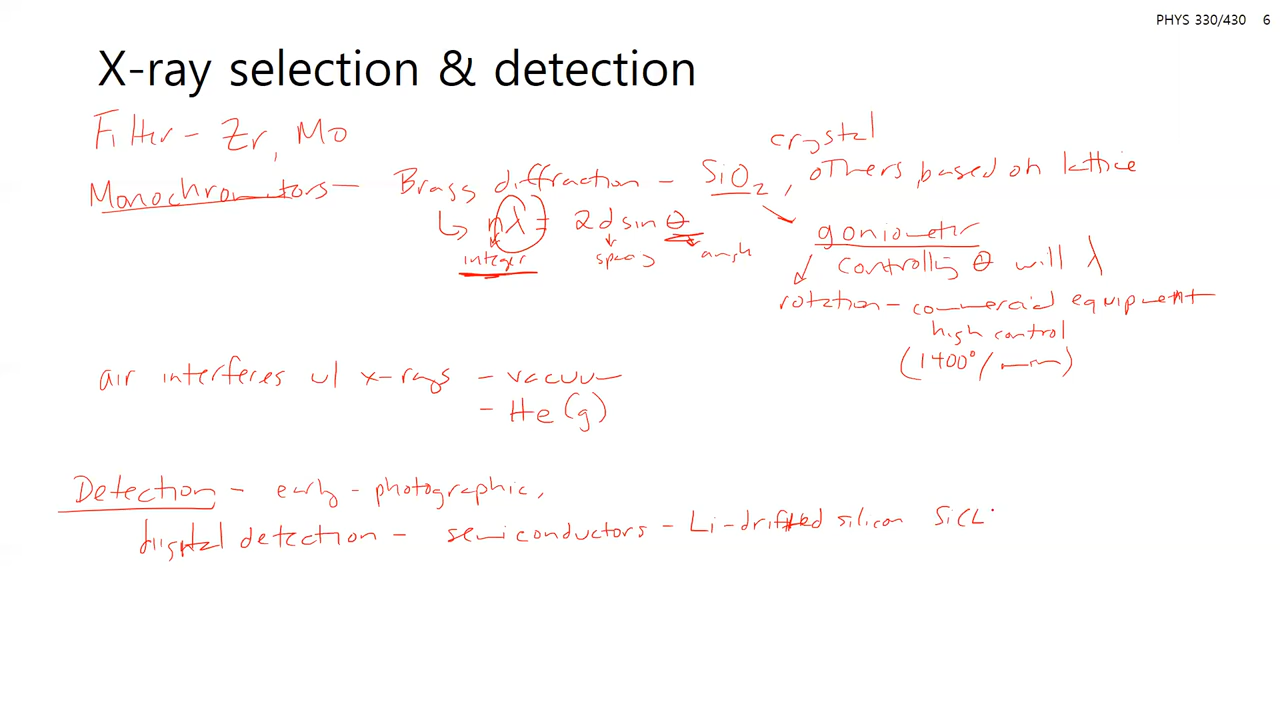 PHYS 330/430 6
X-ray selection & detection
Filter - Zr, Mo
crystal
Monochromators - Bragg diffraction - SiO2, others, based on lattice
nλ = 2d sin θ
integer spacing angle
goniometer
controlling θ will λ
rotation - commercial equipment
high control
(1400°/min)
air interferes w/ x-rays - vacuum
- He(g)
Detection - early - photographic,
digital detection - semiconductors - Li-drifted silicon Si(Li